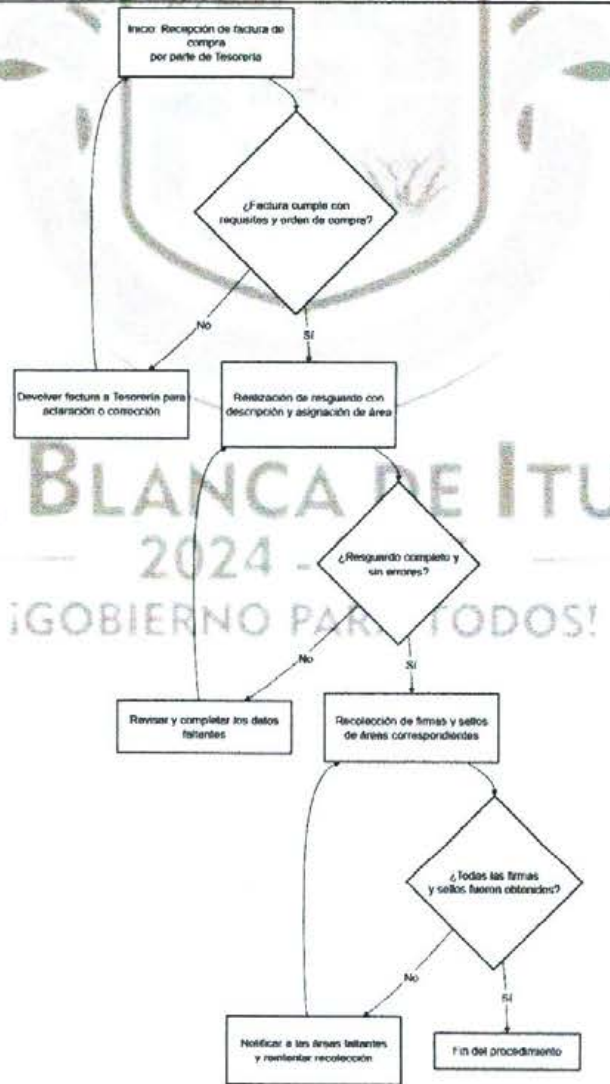 Inicio: Recepción de factura de
compra
por parte de Tesorería
¿Factura cumple con
requisitos y orden de compra?
No
Sí
Devolver factura a Tesorería para
aclaración o corrección
Realización de resguardo con
descripción y asignación de área
BLANCA DE ITU
2024 -
¿Resguardo completo y
sin errores?
¡GOBIERNO PARA TODOS!
No
Sí
Revisar y completar los datos
faltantes
Recolección de firmas y sellos
de áreas correspondientes
¿Todas las firmas
y sellos fueron obtenidos?
No
Sí
Notificar a las áreas faltantes
y reintentar recolección
Fin del procedimiento